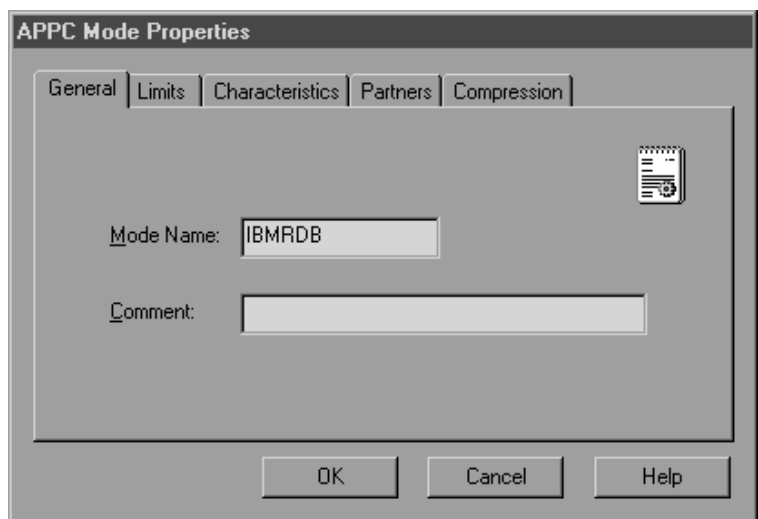 APPC Mode Properties
General Limits Characteristics Partners Compression
Mode Name: IBMRDB
Comment:
OK Cancel Help